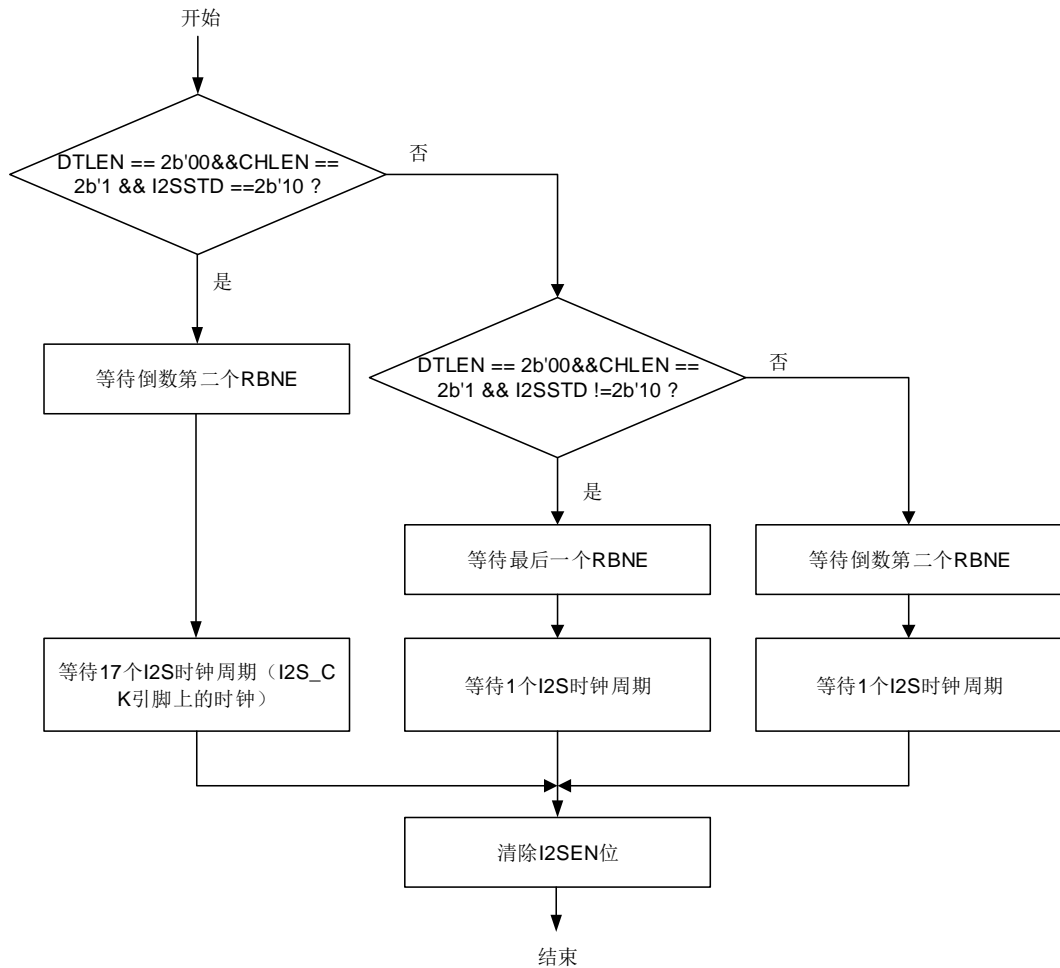 开始
DTLEN == 2b'00&&CHLEN ==
2b'1 && I2SSTD ==2b'10 ?
否
是
等待倒数第二个RBNE
DTLEN == 2b'00&&CHLEN ==
2b'1 && I2SSTD !=2b'10 ?
否
是
等待最后一个RBNE
等待倒数第二个RBNE
等待17个I2S时钟周期（I2S_C
K引脚上的时钟）
等待1个I2S时钟周期
等待1个I2S时钟周期
清除I2SEN位
结束